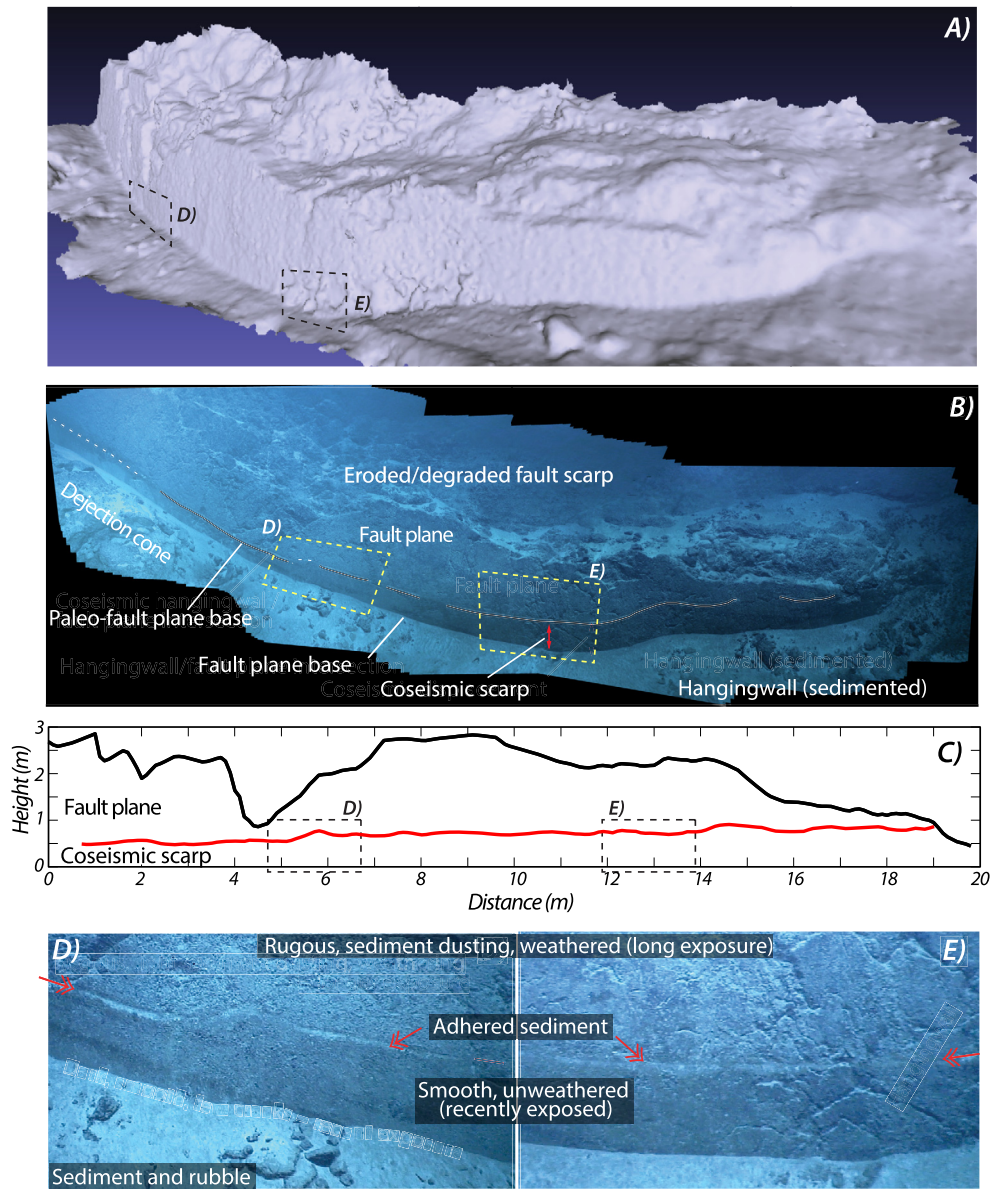 A)
D)
E)
B)
Eroded/degraded fault scarp
Dejection cone
D)
Fault plane
E)
Fault plane
Paleo-fault plane base
Fault plane base
Hangingwall (sedimented)
Coseismic scarp
Hangingwall (sedimented)
3
2
1
0
Height (m)
C)
Fault plane
D)
E)
Coseismic scarp
0 2 4 6 8 10 12 14 16 18 20
Distance (m)
D)
Rugous, sediment dusting, weathered (long exposure)
E)
Adhered sediment
Smooth, unweathered
(recently exposed)
Sediment and rubble